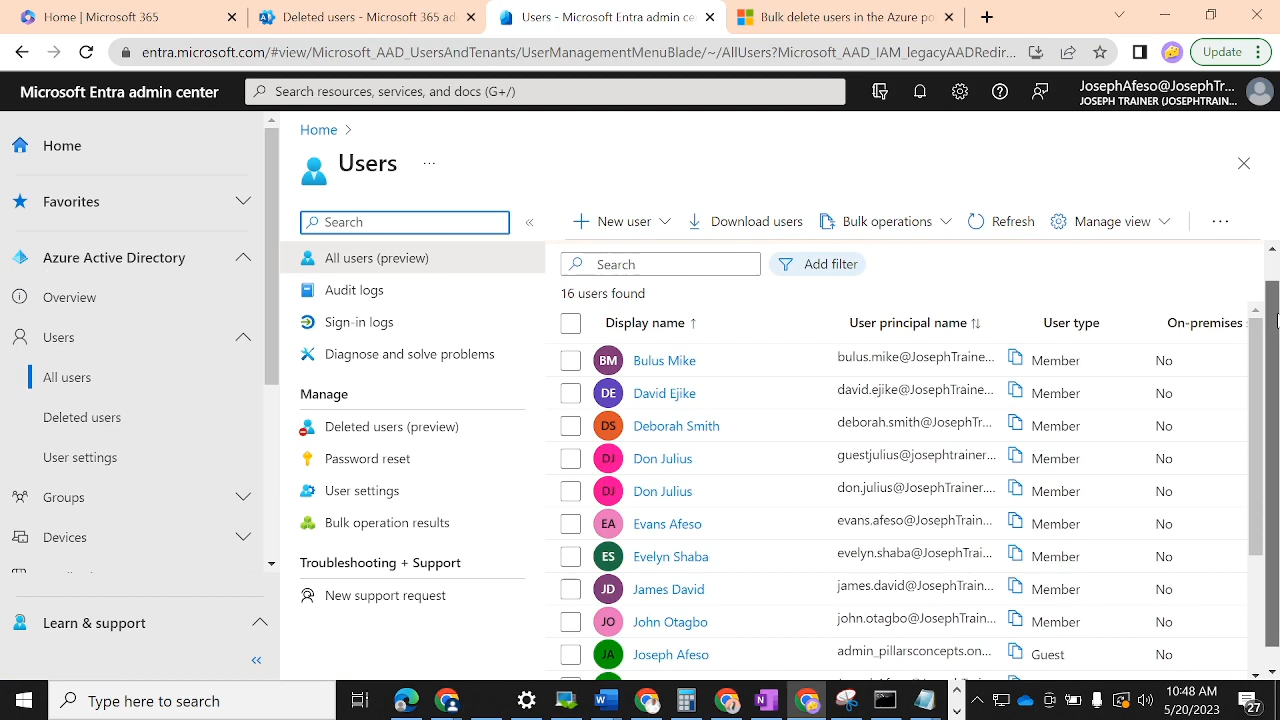 Home | Microsoft 365
Deleted users - Microsoft 365 ad
Users - Microsoft Entra admin ce
Bulk delete users in the Azure po
entra.microsoft.com/#view/Microsoft_AAD_UsersAndTenants/UserManagementMenuBlade/~/AllUsers?Microsoft_AAD_IAM_legacyAADRedir...
Update
Microsoft Entra admin center
Search resources, services, and docs (G+/)
JosephAfeso@JosephTr...
JOSEPH TRAINER (JOSEPHTRAIN...
Home
Favorites
Azure Active Directory
Overview
Users
All users
Deleted users
User settings
Groups
Devices
Learn & support
«
Home >
Users ...
Search «
All users (preview)
Audit logs
Sign-in logs
Diagnose and solve problems
Manage
Deleted users (preview)
Password reset
User settings
Bulk operation results
Troubleshooting + Support
New support request
New user Download users Bulk operations Refresh Manage view ...
Search Add filter
16 users found
Display name ↑ User principal name ↑↓ User type On-premises
BM Bulus Mike bulus.mike@JosephTraine... Member No
DE David Ejike david.ejike@JosephTraine... Member No
DS Deborah Smith deborah.smith@JosephTr... Member No
DJ Don Julius guestjulius@josephtrainer... Member No
DJ Don Julius don.julius@JosephTrainer... Member No
EA Evans Afeso evans.afeso@JosephTrain... Member No
ES Evelyn Shaba evelyn.shaba@JosephTrai... Member No
JD James David james.david@JosephTrain... Member No
JO John Otagbo john.otagbo@JosephTrain... Member No
JA Joseph Afeso admin_pillarsconcepts.on... Guest No
Type here to search
10:48 AM
5/20/2023
27